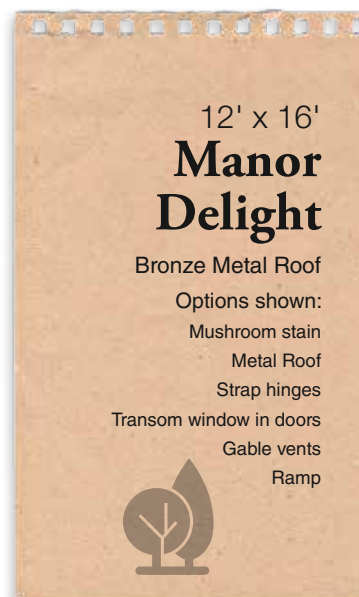 12' x 16'
Manor
Delight
Bronze Metal Roof
Options shown:
Mushroom stain
Metal Roof
Strap hinges
Transom window in doors
Gable vents
Ramp